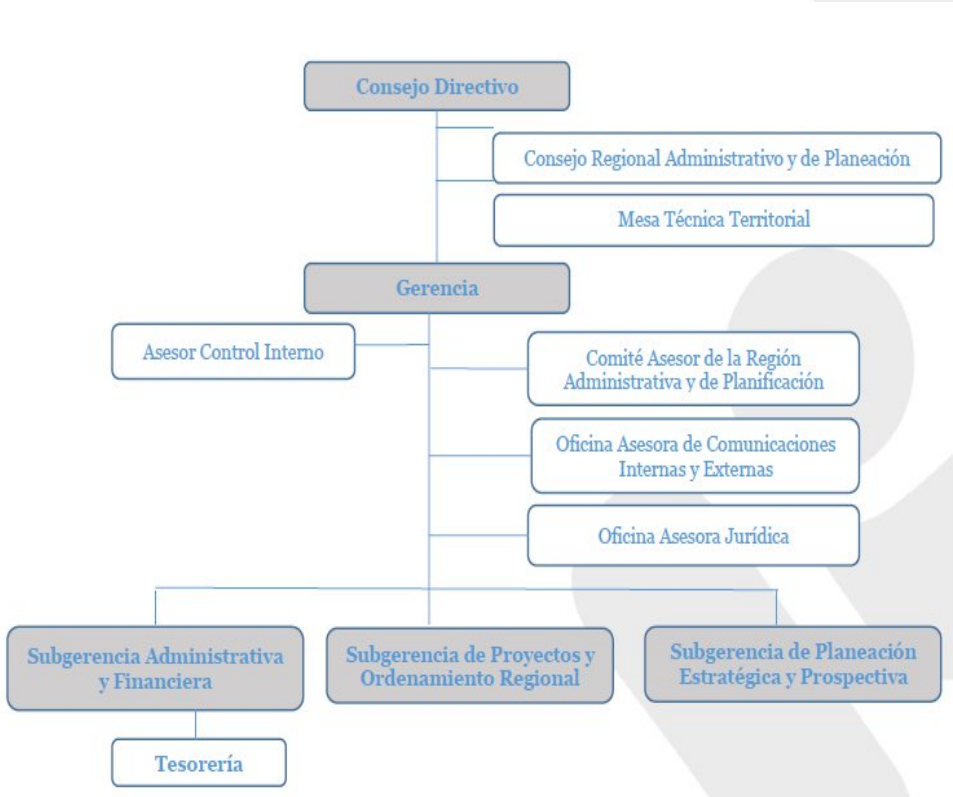 Consejo Directivo
Consejo Regional Administrativo y de Planeación
Mesa Técnica Territorial
Gerencia
Asesor Control Interno
Comité Asesor de la Región
Administrativa y de Planificación
Oficina Asesora de Comunicaciones
Internas y Externas
Oficina Asesora Jurídica
Subgerencia Administrativa
y Financiera
Subgerencia de Proyectos y
Ordenamiento Regional
Subgerencia de Planeación
Estratégica y Prospectiva
Tesorería